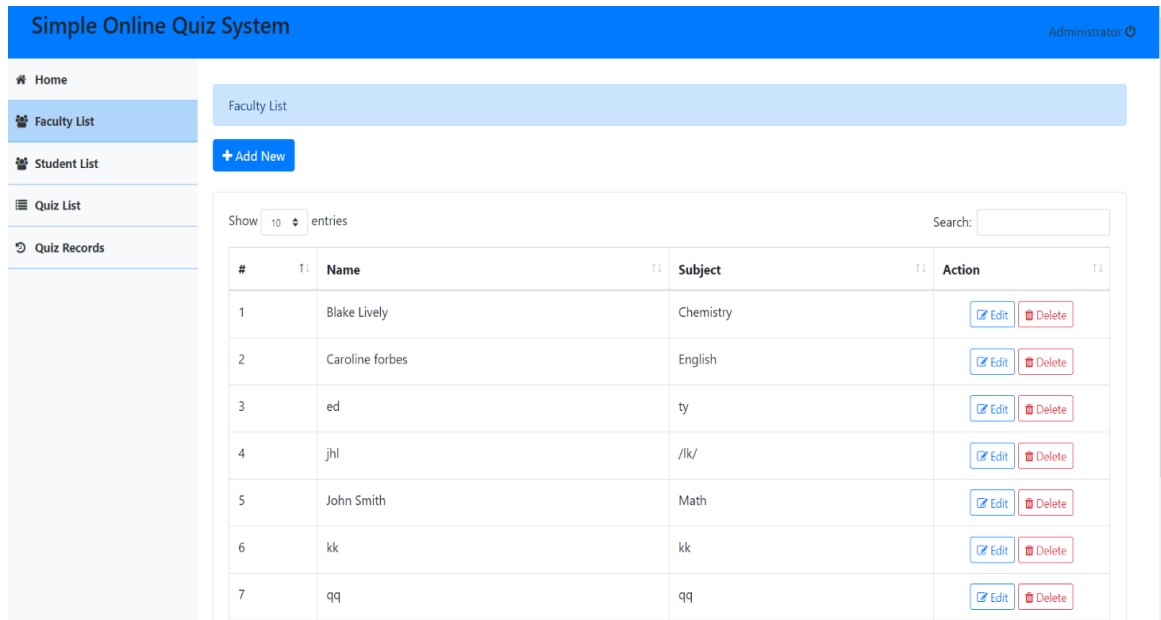 Simple Online Quiz System
Administrator
Home
Faculty List
Student List
Quiz List
Quiz Records
Faculty List
Add New
Show 10 entries Search:
# Name Subject Action
1 Blake Lively Chemistry Edit Delete
2 Caroline forbes English Edit Delete
3 ed ty Edit Delete
4 jhl /lk/ Edit Delete
5 John Smith Math Edit Delete
6 kk kk Edit Delete
7 qq qq Edit Delete